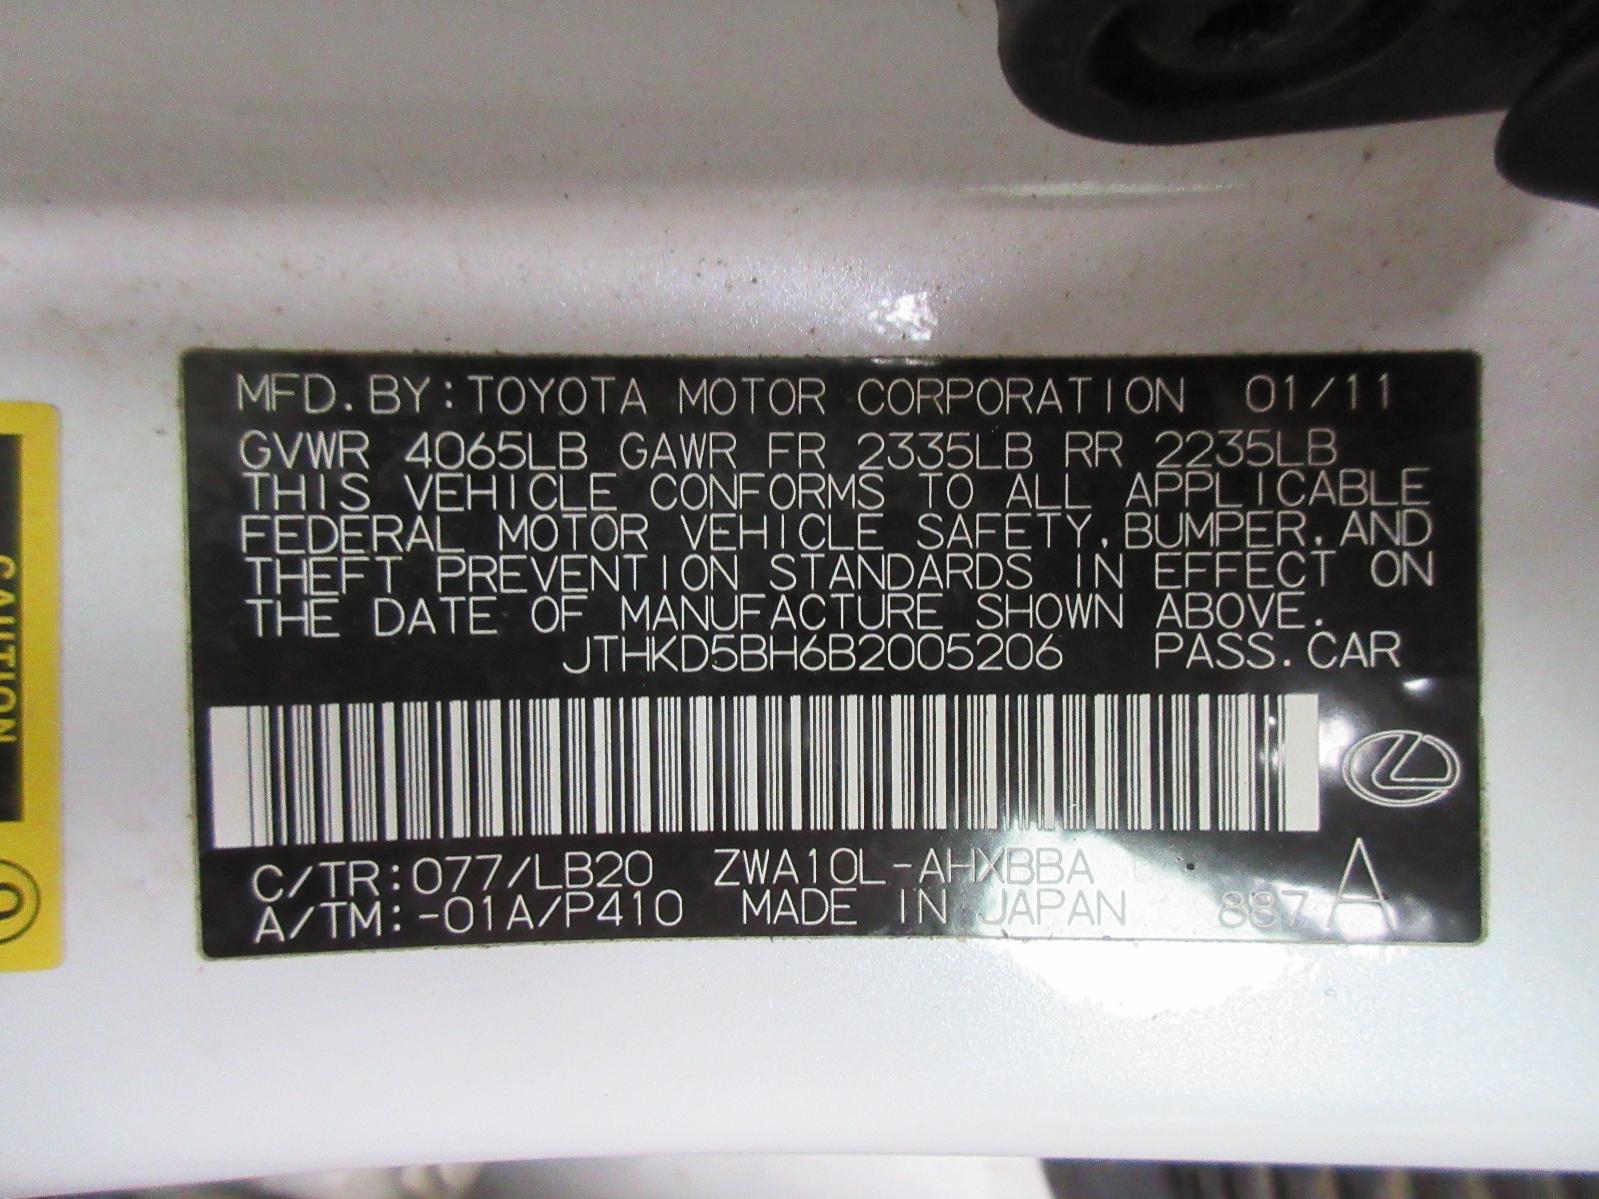 MFD. BY: TOYOTA MOTOR CORPORATION 01/11
GVWR 4065LB GAWR FR 2335LB RR 2235LB
THIS VEHICLE CONFORMS TO ALL APPLICABLE
FEDERAL MOTOR VEHICLE SAFETY, BUMPER, AND
THEFT PREVENTION STANDARDS IN EFFECT ON
THE DATE OF MANUFACTURE SHOWN ABOVE.
JTHKD5BH6B2005206 PASS. CAR
C/TR: 077/LB20 ZWA10L-AHXBBA
A/TM: -01A/P410 MADE IN JAPAN 887 A
CAUTION